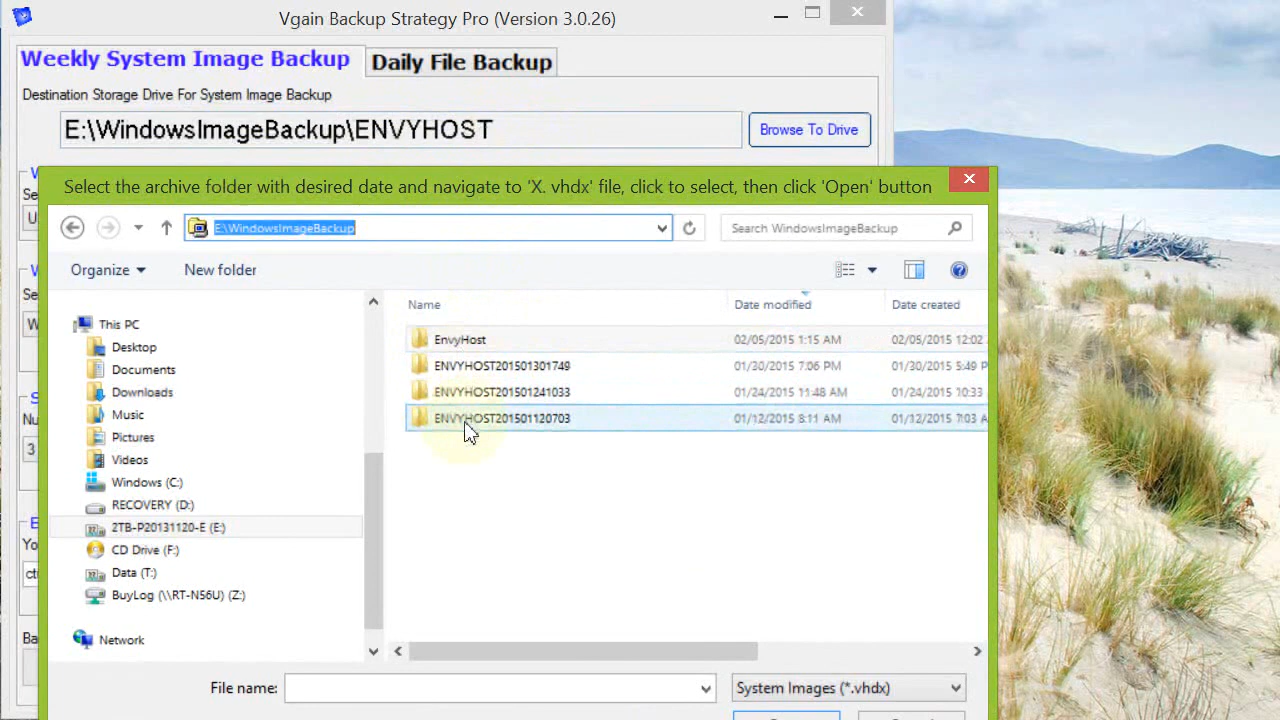 Vgain Backup Strategy Pro (Version 3.0.26)
Weekly System Image Backup
Daily File Backup
Destination Storage Drive For System Image Backup
E:\WindowsImageBackup\ENVYHOST
Browse To Drive
Select the archive folder with desired date and navigate to 'X. vhdx' file, click to select, then click 'Open' button
E:\WindowsImageBackup
Search WindowsImageBackup
Organize
New folder
Name Date modified Date created
This PC
EnvyHost 02/05/2015 1:15 AM 02/05/2015 12:02
Desktop
ENVYHOST201501301749 01/30/2015 7:06 PM 01/30/2015 5:49 P
Documents
ENVYHOST201501241033 01/24/2015 11:48 AM 01/24/2015 10:33
Downloads
ENVYHOST201501120703 01/12/2015 8:11 AM 01/12/2015 7:03 A
Music
Pictures
Videos
Windows (C:)
RECOVERY (D:)
2TB-P20131120-E (E:)
CD Drive (F:)
Data (T:)
BuyLog (\\RT-N56U) (Z:)
Network
File name:
System Images (*.vhdx)